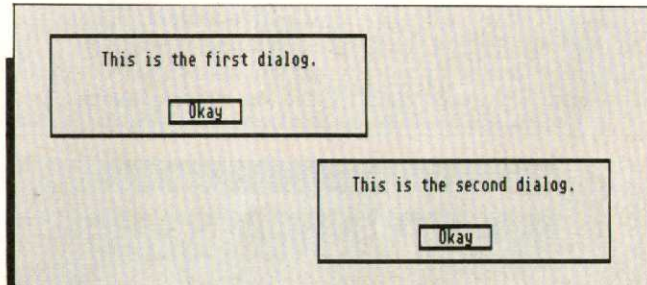 This is the first dialog.
Okay
This is the second dialog.
Okay